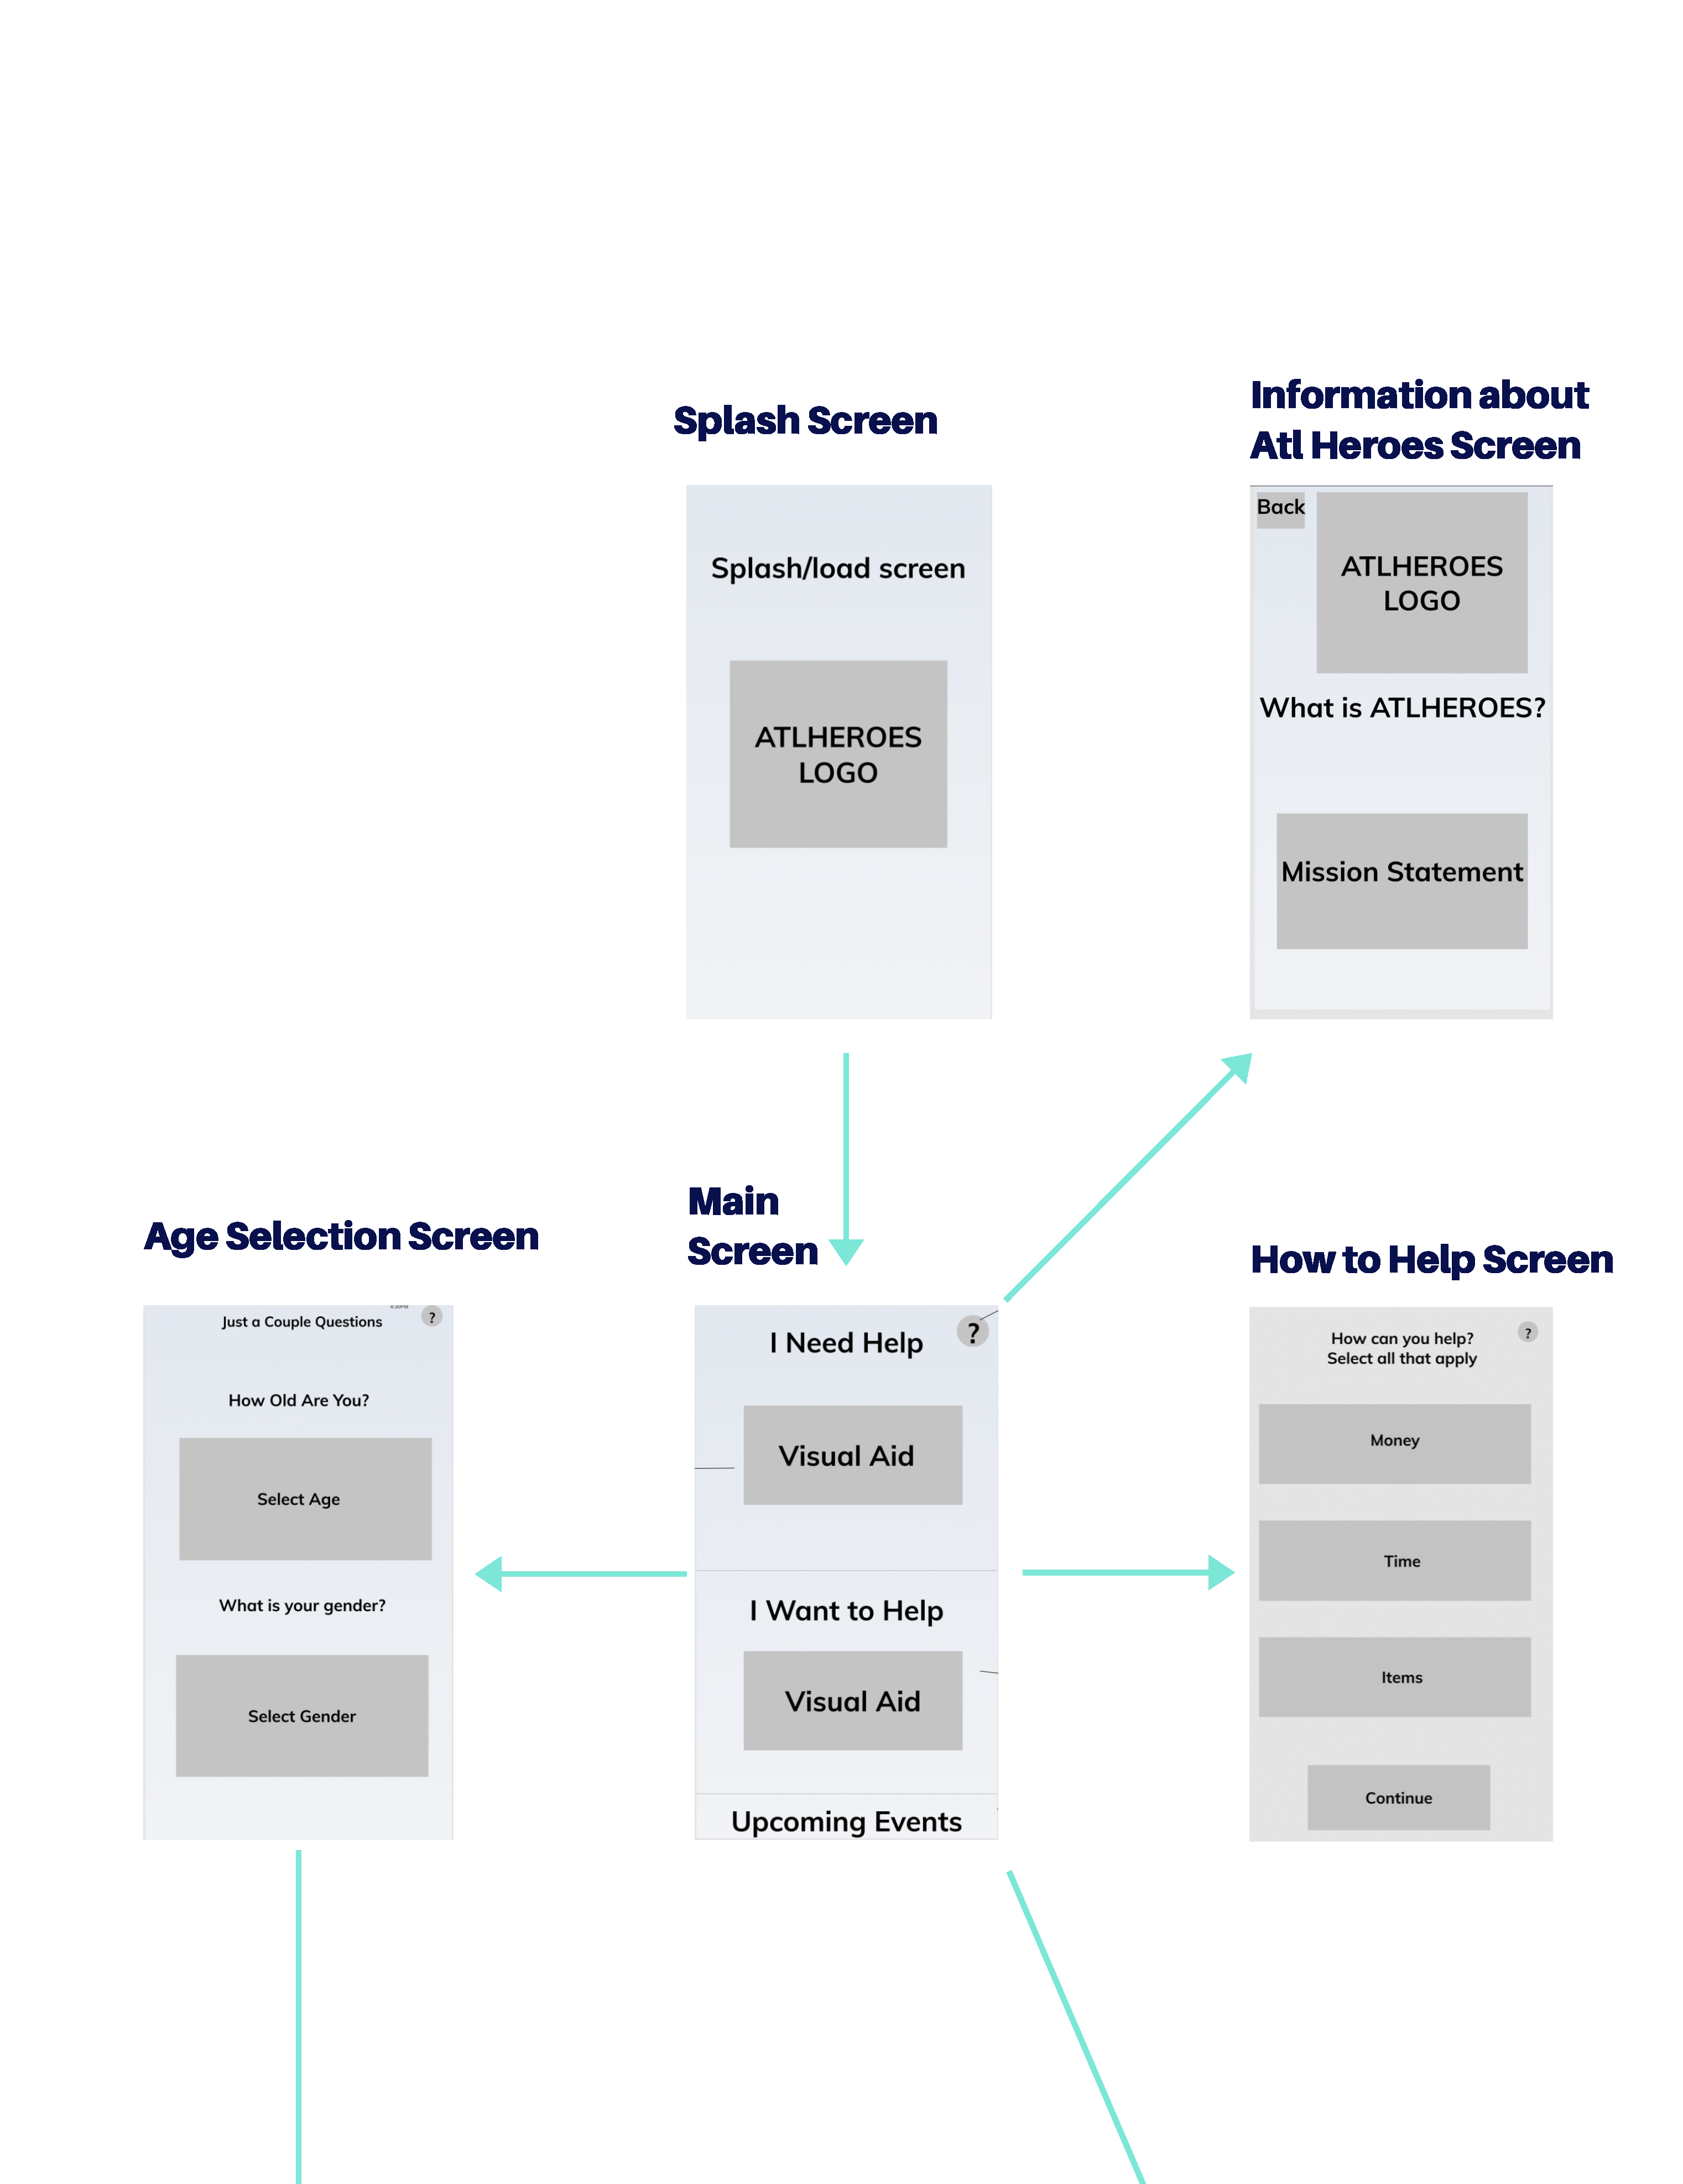 Splash Screen
Splash/load screen
ATLHEROES
LOGO
Information about
Atl Heroes Screen
Back
ATLHEROES
LOGO
What is ATLHEROES?
Mission Statement
Age Selection Screen
Just a Couple Questions
?
How Old Are You?
Select Age
What is your gender?
Select Gender
Main
Screen
I Need Help
?
Visual Aid
I Want to Help
Visual Aid
Upcoming Events
How to Help Screen
How can you help?
Select all that apply
?
Money
Time
Items
Continue